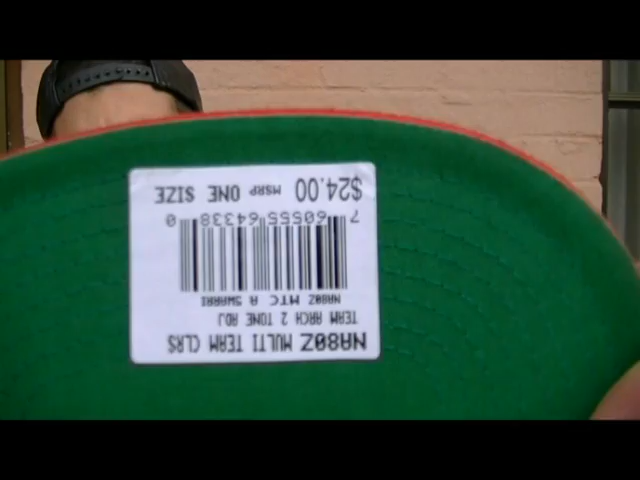 NA80Z MULTI TEAM CLRS
TEAM ARCH 2 TONE ADJ
NA80Z MTC A SWARRI
7 60555 64338 0
$24.00 MSRP ONE SIZE